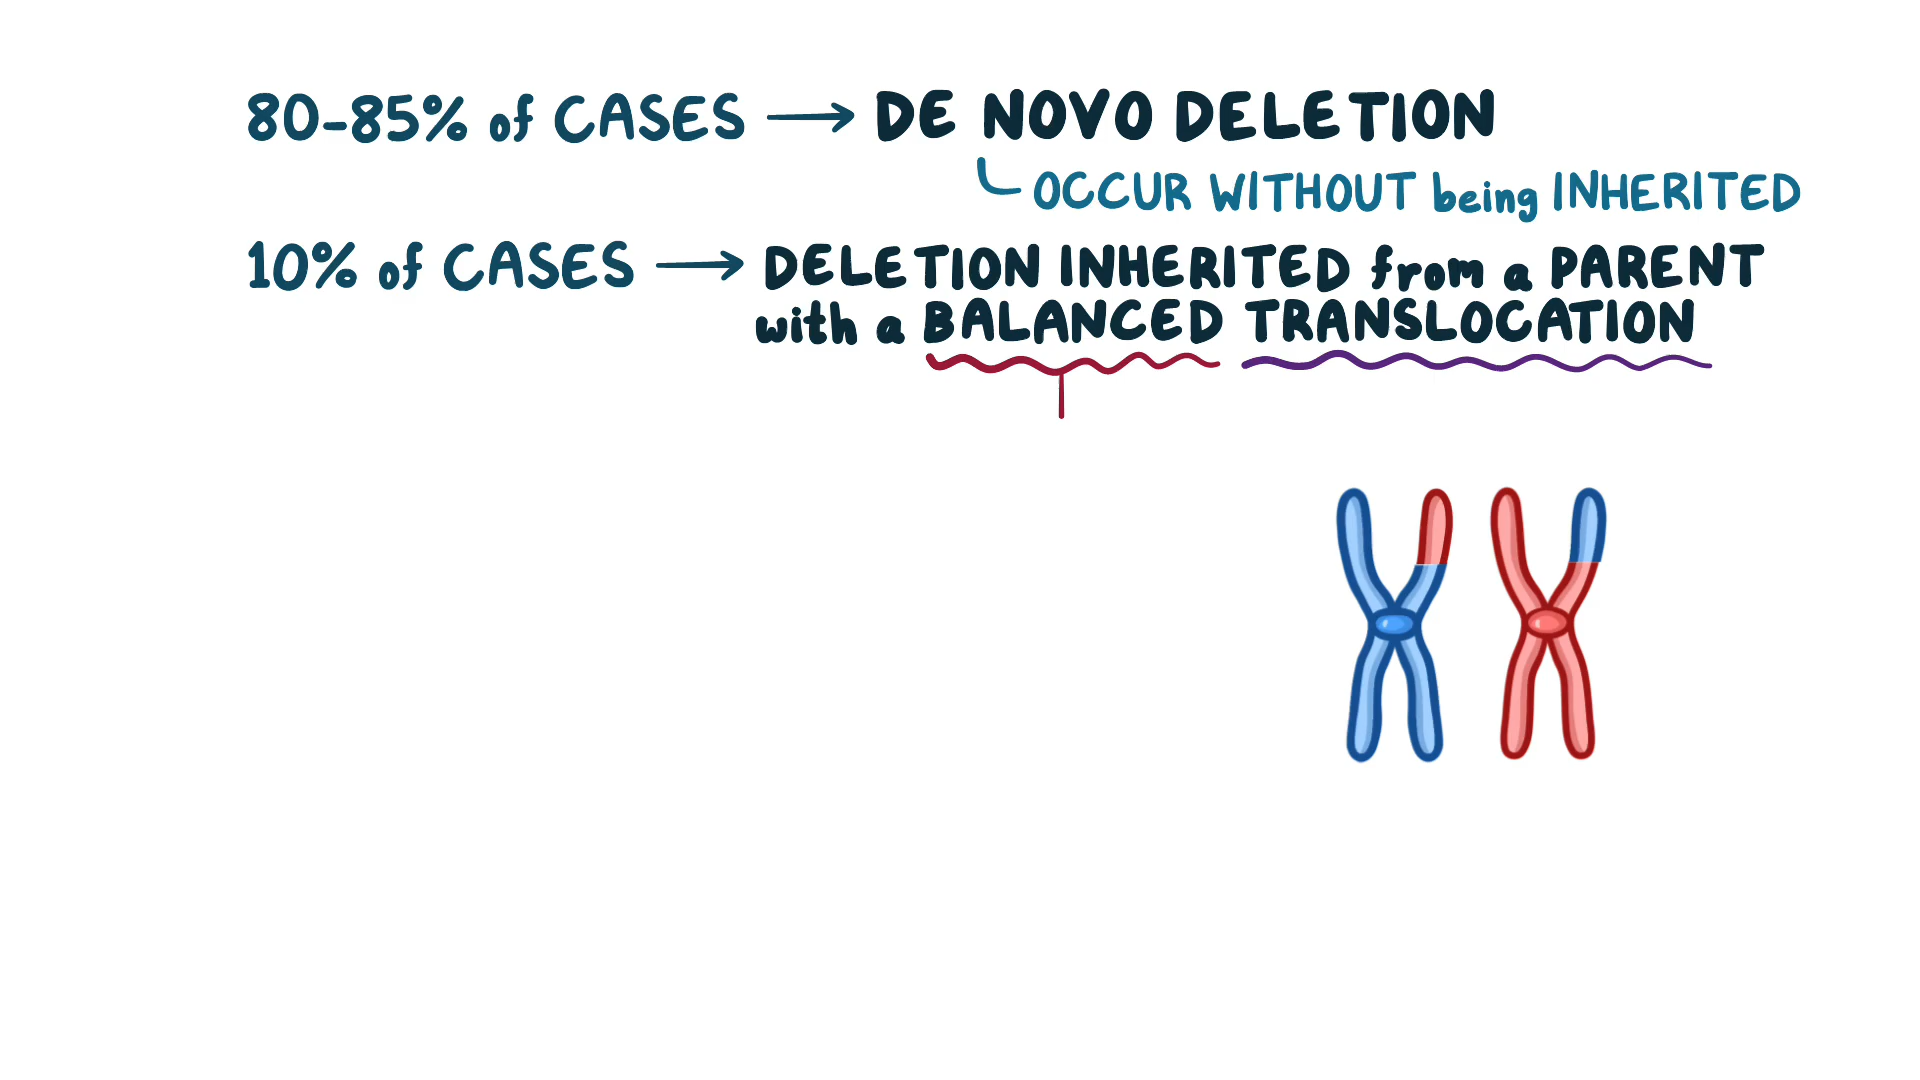 80-85% of CASES → DE NOVO DELETION
OCCUR WITHOUT being INHERITED
10% of CASES → DELETION INHERITED from a PARENT
with a BALANCED TRANSLOCATION